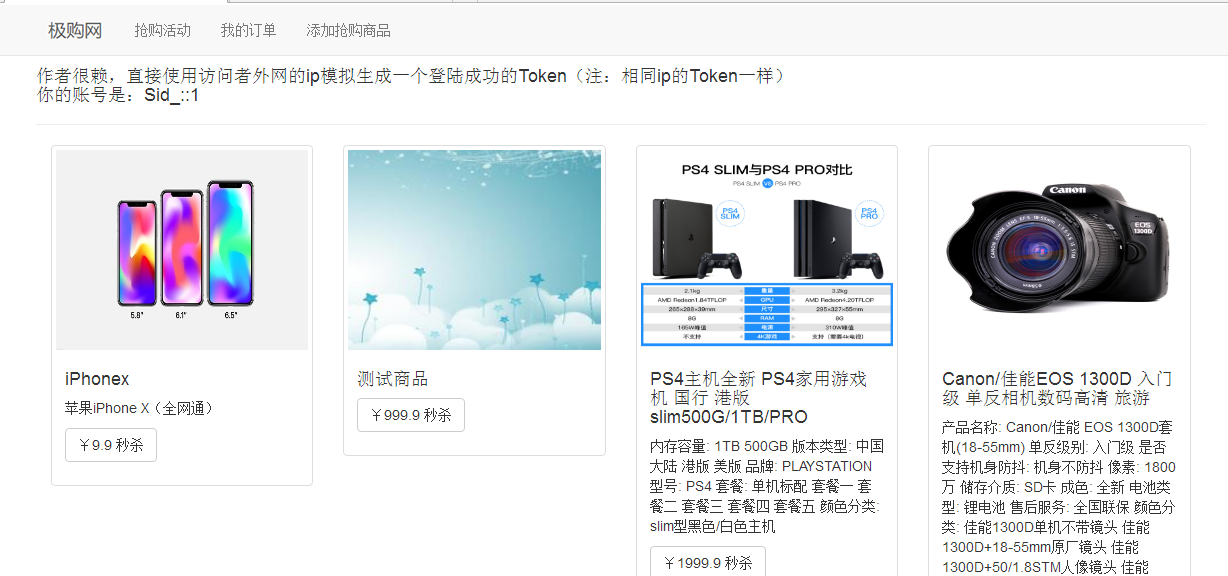 极购网 抢购活动 我的订单 添加抢购商品
作者很赖，直接使用访问者外网的ip模拟生成一个登陆成功的Token（注：相同ip的Token一样）
你的账号是：Sid_::1
5.8" 6.1" 6.5"
iPhonex
苹果iPhone X（全网通）
￥9.9 秒杀
测试商品
￥999.9 秒杀
PS4 SLIM与PS4 PRO对比
PS4 SLIM VS PS4 PRO
PS4 SLIM
PS4 PRO
2.1kg 重量 3.2kg
AMD Redeon1.84TFLOP GPU AMD Redeon4.20TFLOP
265×288×39mm 尺寸 295×327×55mm
8G RAM 8G
165W峰值 电源 310W峰值
不支持 4K游戏 支持（需要4k电视）
PS4主机全新 PS4家用游戏
机 国行 港版
slim500G/1TB/PRO
内存容量: 1TB 500GB 版本类型: 中国
大陆 港版 美版 品牌: PLAYSTATION
型号: PS4 套餐: 单机标配 套餐一 套
餐二 套餐三 套餐四 套餐五 颜色分类:
slim型黑色/白色主机
￥1999.9 秒杀
Canon
EOS
1300D
Canon/佳能EOS 1300D 入门
级 单反相机数码高清 旅游
产品名称: Canon/佳能 EOS 1300D套
机(18-55mm) 单反级别: 入门级 是否
支持机身防抖: 机身不防抖 像素: 1800
万 储存介质: SD卡 成色: 全新 电池类
型: 锂电池 售后服务: 全国联保 颜色分
类: 佳能1300D单机不带镜头 佳能
1300D+18-55mm原厂镜头 佳能
1300D+50/1.8STM人像镜头 佳能